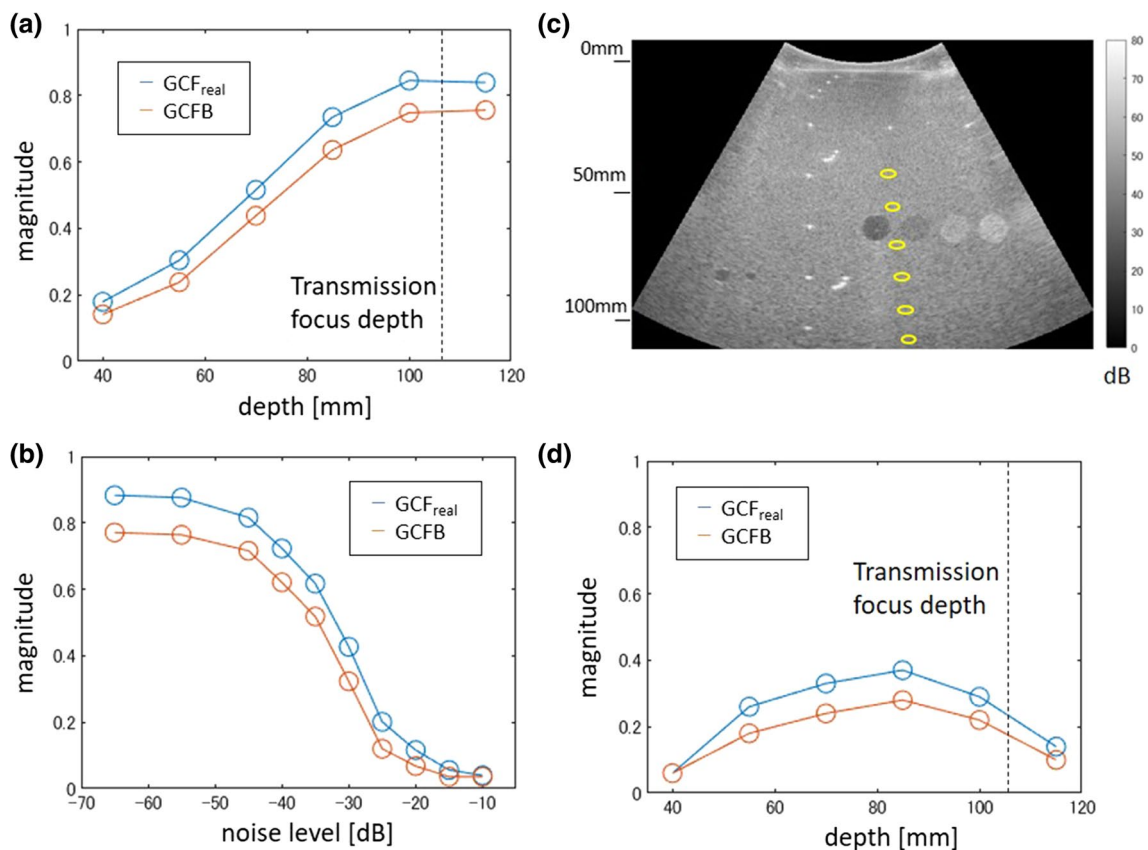 (a)
1
0.8
0.6
0.4
0.2
0
GCFreal
GCFB
magnitude
Transmission
focus depth
40
60
80
100
120
depth [mm]
(c)
0mm
50mm
100mm
80
70
60
50
40
30
20
10
0
dB
(b)
1
0.8
0.6
0.4
0.2
0
GCFreal
GCFB
magnitude
-70
-60
-50
-40
-30
-20
-10
noise level [dB]
(d)
1
0.8
0.6
0.4
0.2
0
GCFreal
GCFB
magnitude
Transmission
focus depth
40
60
80
100
120
depth [mm]